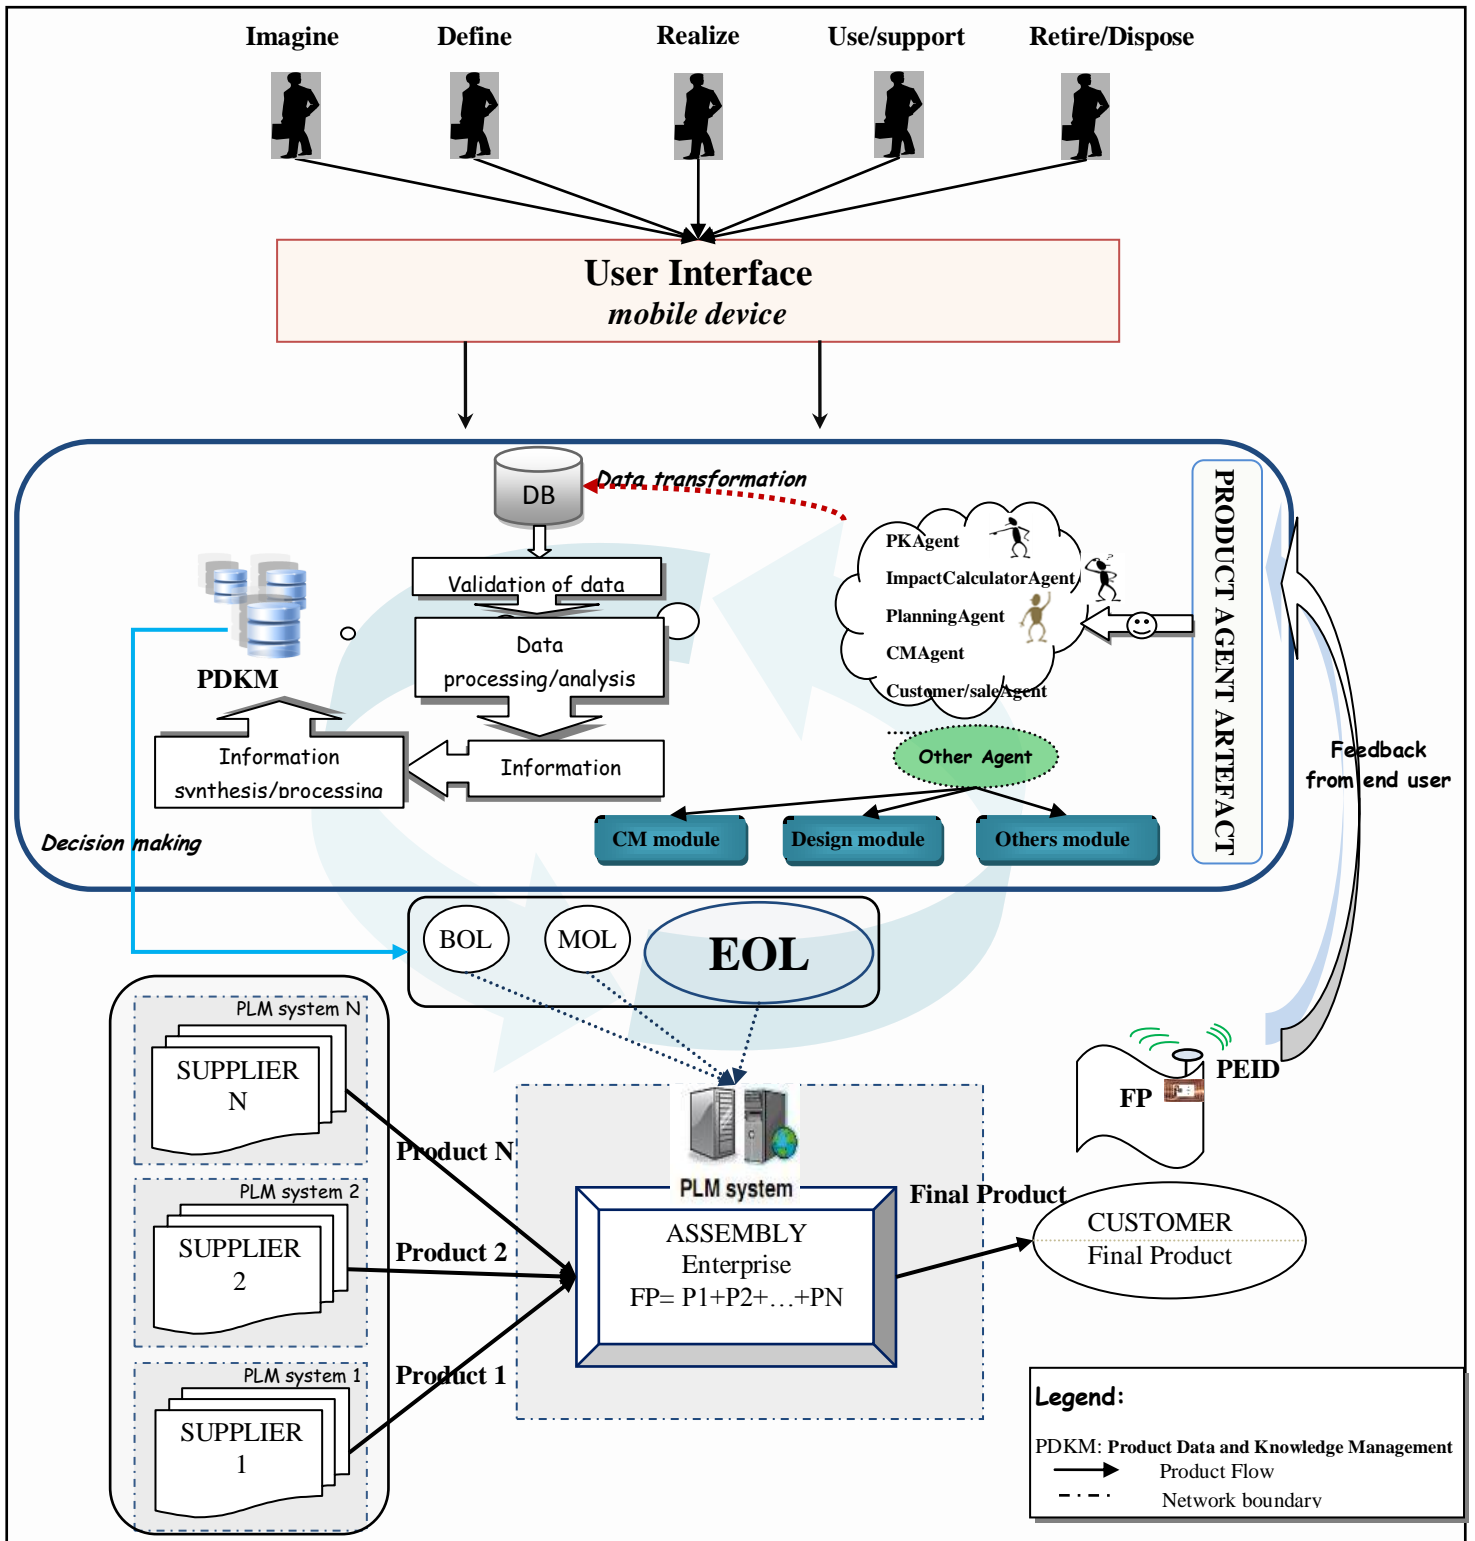 Imagine
Define
Realize
Use/support
Retire/Dispose
User Interface
mobile device
DB
Data transformation
Validation of data
Data
processing/analysis
Information
Information
synthesis/processing
PDKM
PKAgent
ImpactCalculatorAgent
PlanningAgent
CMAgent
Customer/saleAgent
........
Other Agent
CM module
Design module
Others module
PRODUCT AGENT ARTEFACT
Feedback
from end user
Decision making
BOL
MOL
EOL
PLM system N
SUPPLIER
N
PLM system 2
SUPPLIER
2
PLM system 1
SUPPLIER
1
Product N
Product 2
Product 1
PLM system
ASSEMBLY
Enterprise
FP= P1+P2+…+PN
Final Product
FP
PEID
CUSTOMER
Final Product
Legend:
PDKM: Product Data and Knowledge Management
Product Flow
Network boundary